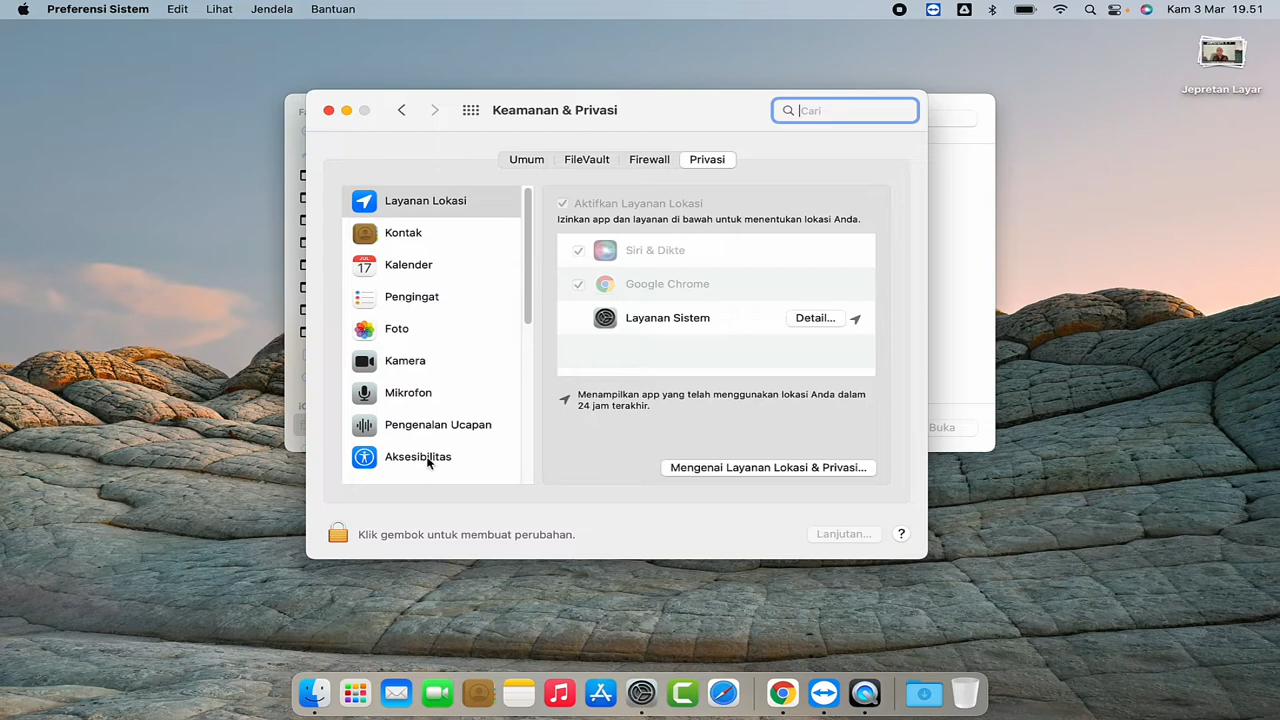 Preferensi Sistem Edit Lihat Jendela Bantuan Kam 3 Mar 19.51
Jepretan Layar
Keamanan & Privasi
Cari
Umum FileVault Firewall Privasi
Layanan Lokasi
Kontak
JUL
17
Kalender
Pengingat
Foto
Kamera
Mikrofon
Pengenalan Ucapan
Aksesibilitas
Aktifkan Layanan Lokasi
Izinkan app dan layanan di bawah untuk menentukan lokasi Anda.
Siri & Dikte
Google Chrome
Layanan Sistem Detail...
Menampilkan app yang telah menggunakan lokasi Anda dalam
24 jam terakhir.
Mengenai Layanan Lokasi & Privasi...
Klik gembok untuk membuat perubahan.
Lanjutan... ?
Buka